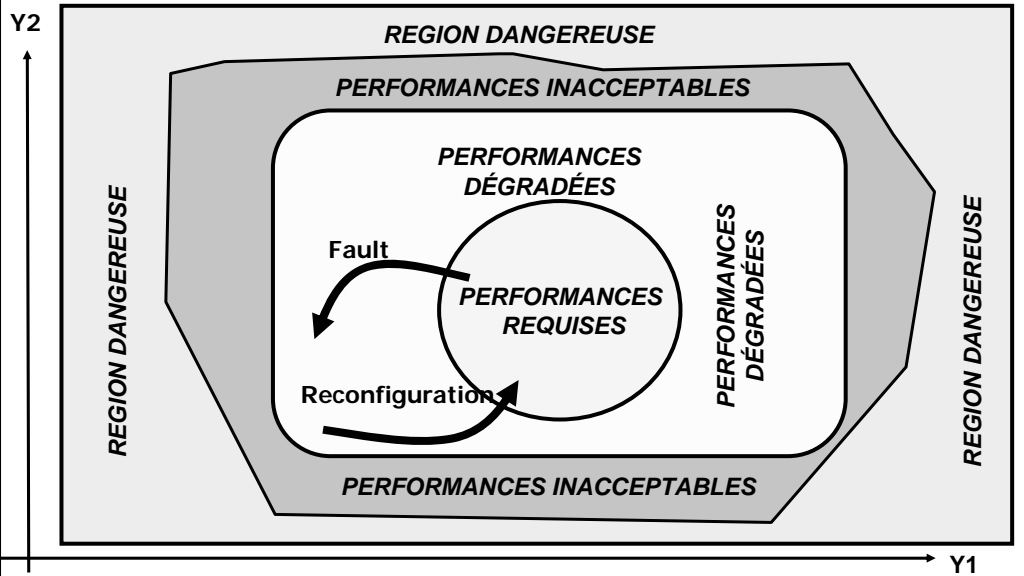 Y2
REGION DANGEREUSE
PERFORMANCES INACCEPTABLES
PERFORMANCES
DÉGRADÉES
REGION DANGEREUSE
Fault
PERFORMANCES
REQUISES
PERFORMANCES
DÉGRADÉES
REGION DANGEREUSE
Reconfiguration
PERFORMANCES INACCEPTABLES
Y1